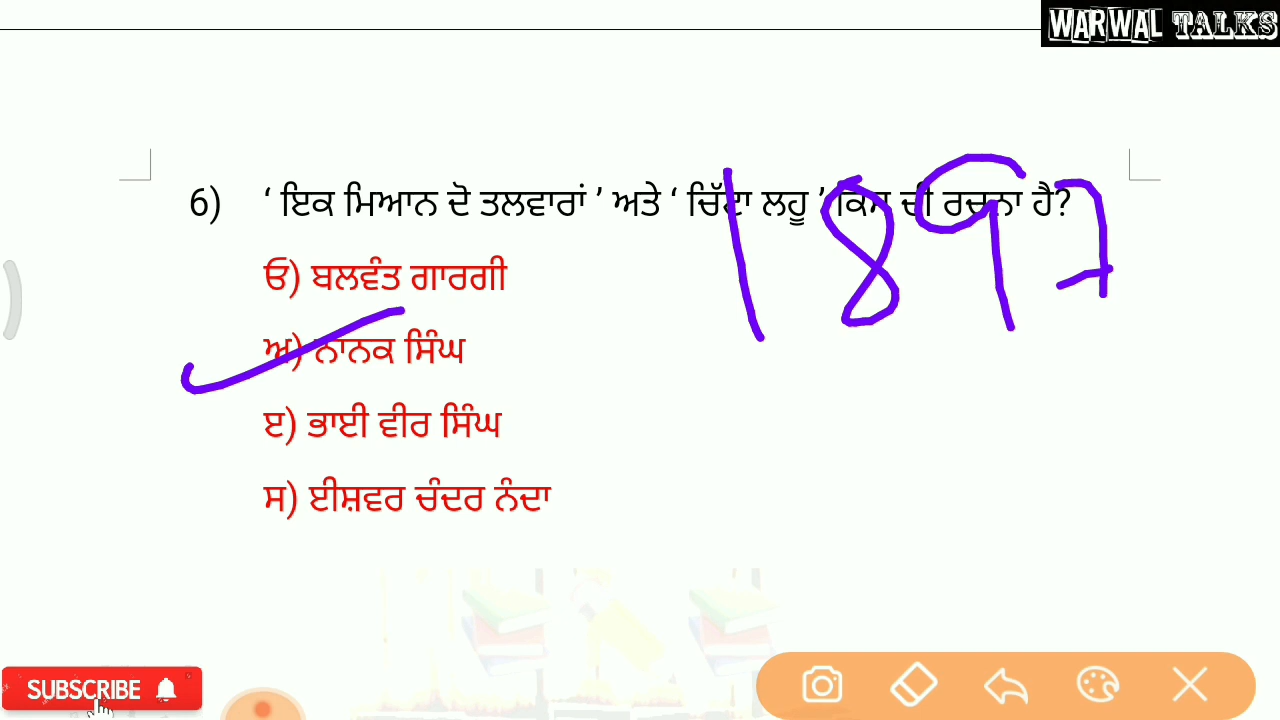 WARWAL TALKS
6) ‘ ਇਕ ਮਿਆਨ ਦੋ ਤਲਵਾਰਾਂ ’ ਅਤੇ ‘ ਚਿੱਟਾ ਲਹੂ ’ ਕਿਸ ਦੀ ਰਚਨਾ ਹੈ?
1897
ੳ) ਬਲਵੰਤ ਗਾਰਗੀ
ਅ) ਨਾਨਕ ਸਿੰਘ
ੲ) ਭਾਈ ਵੀਰ ਸਿੰਘ
ਸ) ਈਸ਼ਵਰ ਚੰਦਰ ਨੰਦਾ
SUBSCRIBE